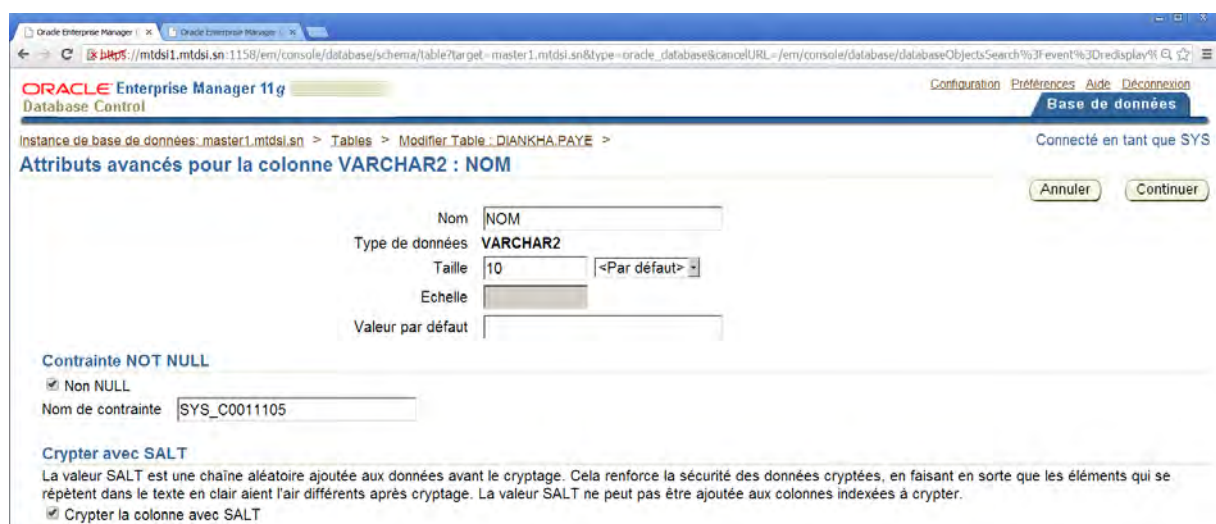 Oracle Enterprise Manager
Oracle Enterprise Manager
https://mtdsi1.mtdsi.sn:1158/em/console/database/schema/table?target=master1.mtdsi.sn&type=oracle_database&cancelURL=/em/console/database/databaseObjectsSearch%3Fevent%3Dredisplay%
ORACLE Enterprise Manager 11g
Database Control
Configuration Préférences Aide Déconnexion
Base de données
Instance de base de données: master1.mtdsi.sn > Tables > Modifier Table : DIANKHA.PAYE >
Connecté en tant que SYS
Attributs avancés pour la colonne VARCHAR2 : NOM
Annuler Continuer
Nom NOM
Type de données VARCHAR2
Taille 10 <Par défaut>
Echelle
Valeur par défaut
Contrainte NOT NULL
Non NULL
Nom de contrainte SYS_C0011105
Crypter avec SALT
La valeur SALT est une chaîne aléatoire ajoutée aux données avant le cryptage. Cela renforce la sécurité des données cryptées, en faisant en sorte que les éléments qui se
répètent dans le texte en clair aient l'air différents après cryptage. La valeur SALT ne peut pas être ajoutée aux colonnes indexées à crypter.
Crypter la colonne avec SALT